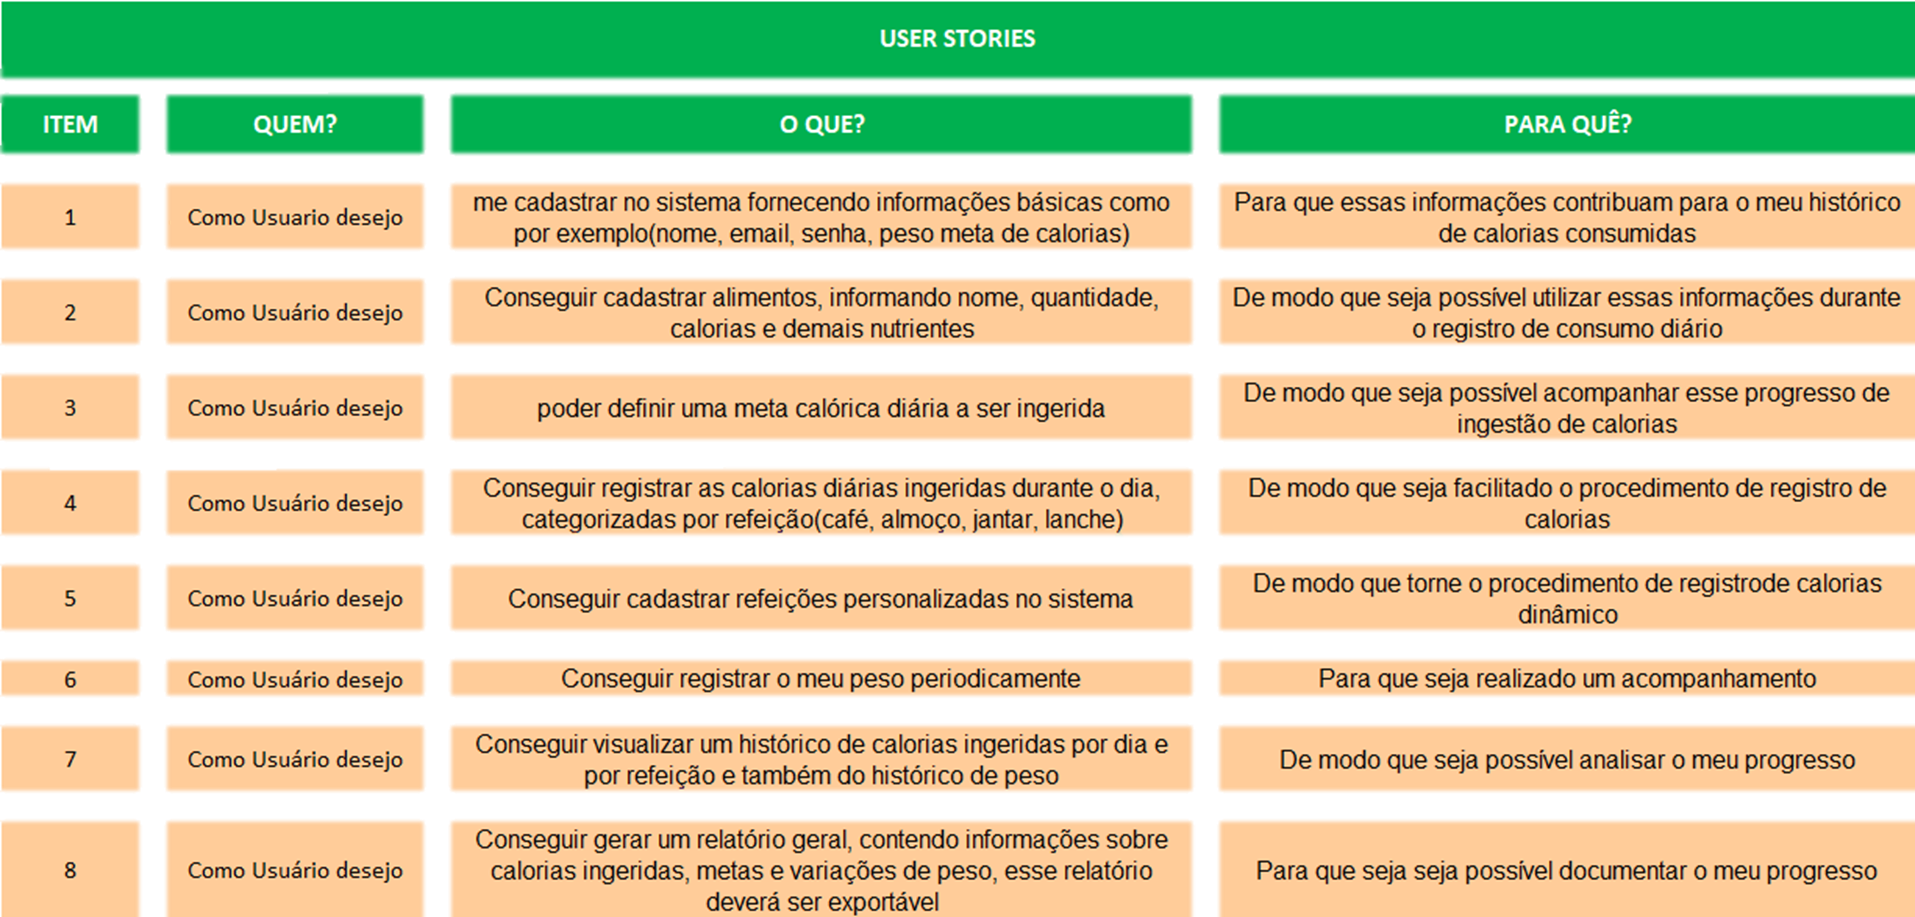 USER STORIES
ITEM QUEM? O QUE? PARA QUÊ?
1 Como Usuario desejo me cadastrar no sistema fornecendo informações básicas como Para que essas informações contribuam para o meu histórico
por exemplo(nome, email, senha, peso meta de calorias) de calorias consumidas
2 Como Usuário desejo Conseguir cadastrar alimentos, informando nome, quantidade, De modo que seja possível utilizar essas informações durante
calorias e demais nutrientes o registro de consumo diário
3 Como Usuário desejo poder definir uma meta calórica diária a ser ingerida De modo que seja possível acompanhar esse progresso de
ingestão de calorias
4 Como Usuário desejo Conseguir registrar as calorias diárias ingeridas durante o dia, De modo que seja facilitado o procedimento de registro de
categorizadas por refeição(café, almoço, jantar, lanche) calorias
5 Como Usuário desejo Conseguir cadastrar refeições personalizadas no sistema De modo que torne o procedimento de registrode calorias
dinâmico
6 Como Usuário desejo Conseguir registrar o meu peso periodicamente Para que seja realizado um acompanhamento
7 Como Usuário desejo Conseguir visualizar um histórico de calorias ingeridas por dia e De modo que seja possível analisar o meu progresso
por refeição e também do histórico de peso
8 Como Usuário desejo Conseguir gerar um relatório geral, contendo informações sobre Para que seja seja possível documentar o meu progresso
calorias ingeridas, metas e variações de peso, esse relatório
deverá ser exportável